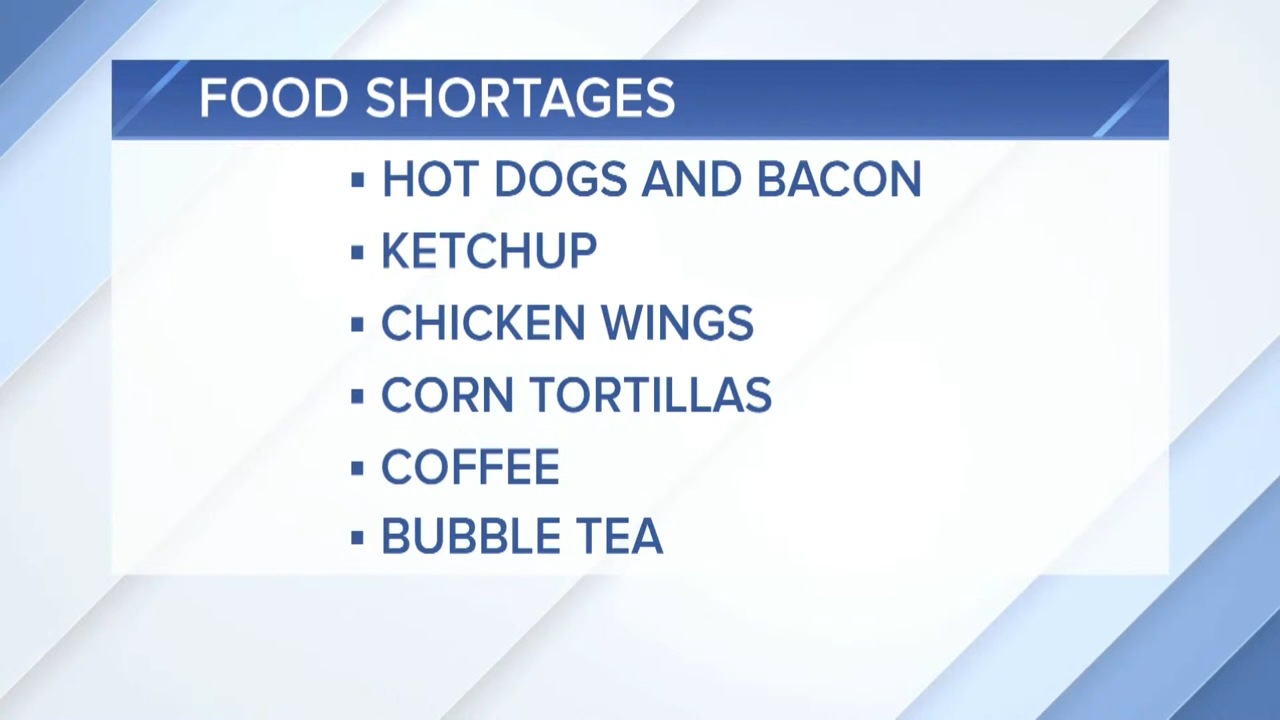 FOOD SHORTAGES
▪ HOT DOGS AND BACON
▪ KETCHUP
▪ CHICKEN WINGS
▪ CORN TORTILLAS
▪ COFFEE
▪ BUBBLE TEA